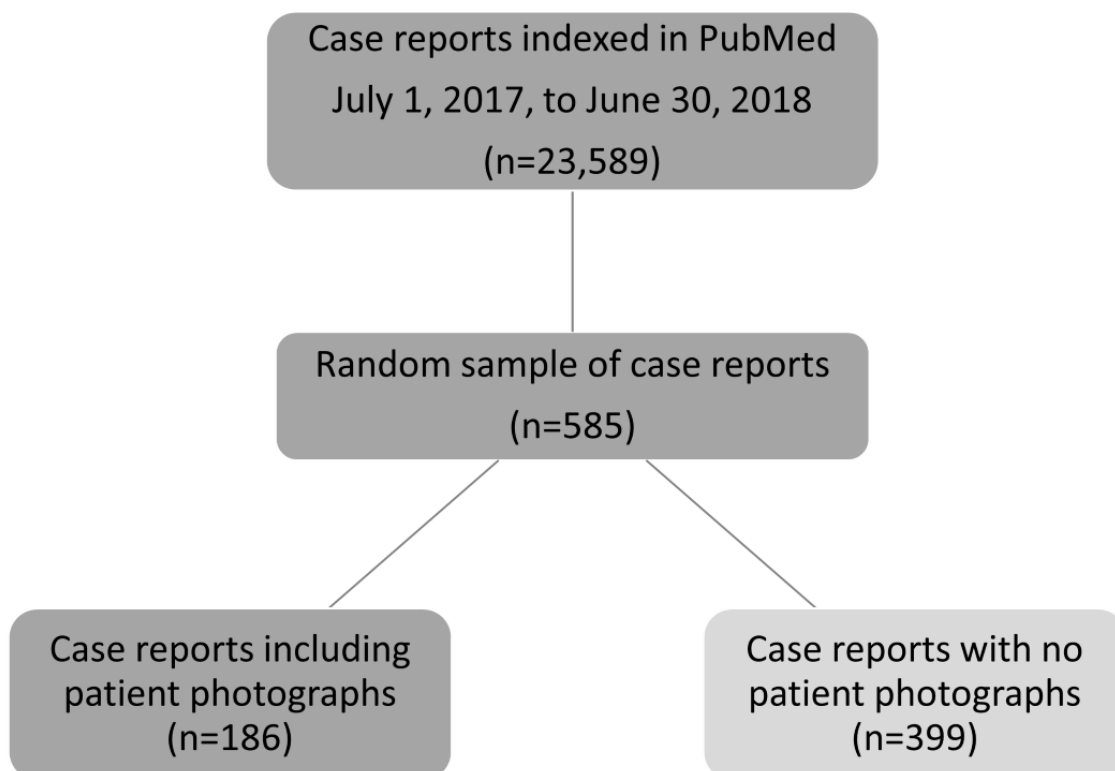 Case reports indexed in PubMed
July 1, 2017, to June 30, 2018
(n=23,589)
Random sample of case reports
(n=585)
Case reports including
patient photographs
(n=186)
Case reports with no
patient photographs
(n=399)